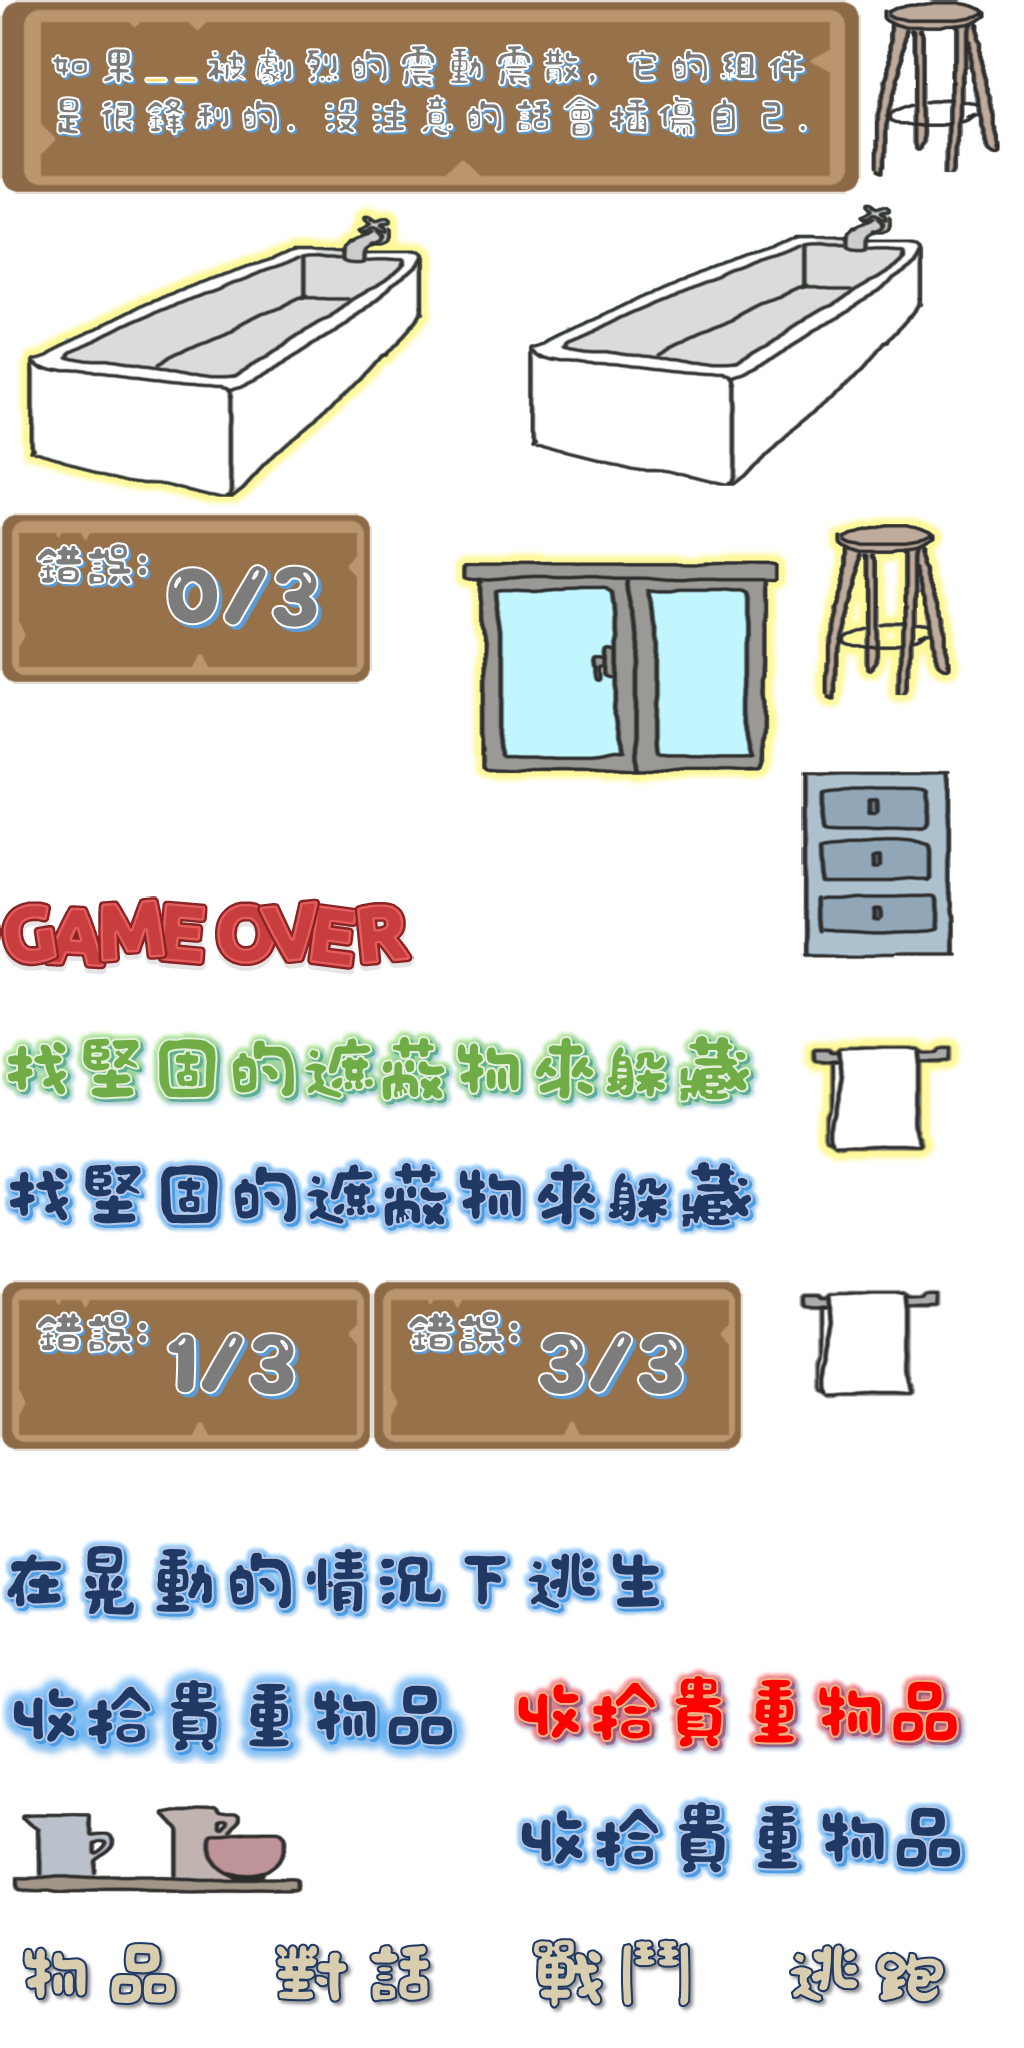 如果__被劇烈的震動震散, 它的組件
是很鋒利的. 沒注意的話會插傷自己.
錯誤:
0/3
GAME OVER
找堅固的遮蔽物來躲藏
找堅固的遮蔽物來躲藏
錯誤:
1/3
錯誤:
3/3
在晃動的情況下逃生
收拾貴重物品
收拾貴重物品
收拾貴重物品
物品
對話
戰鬥
逃跑